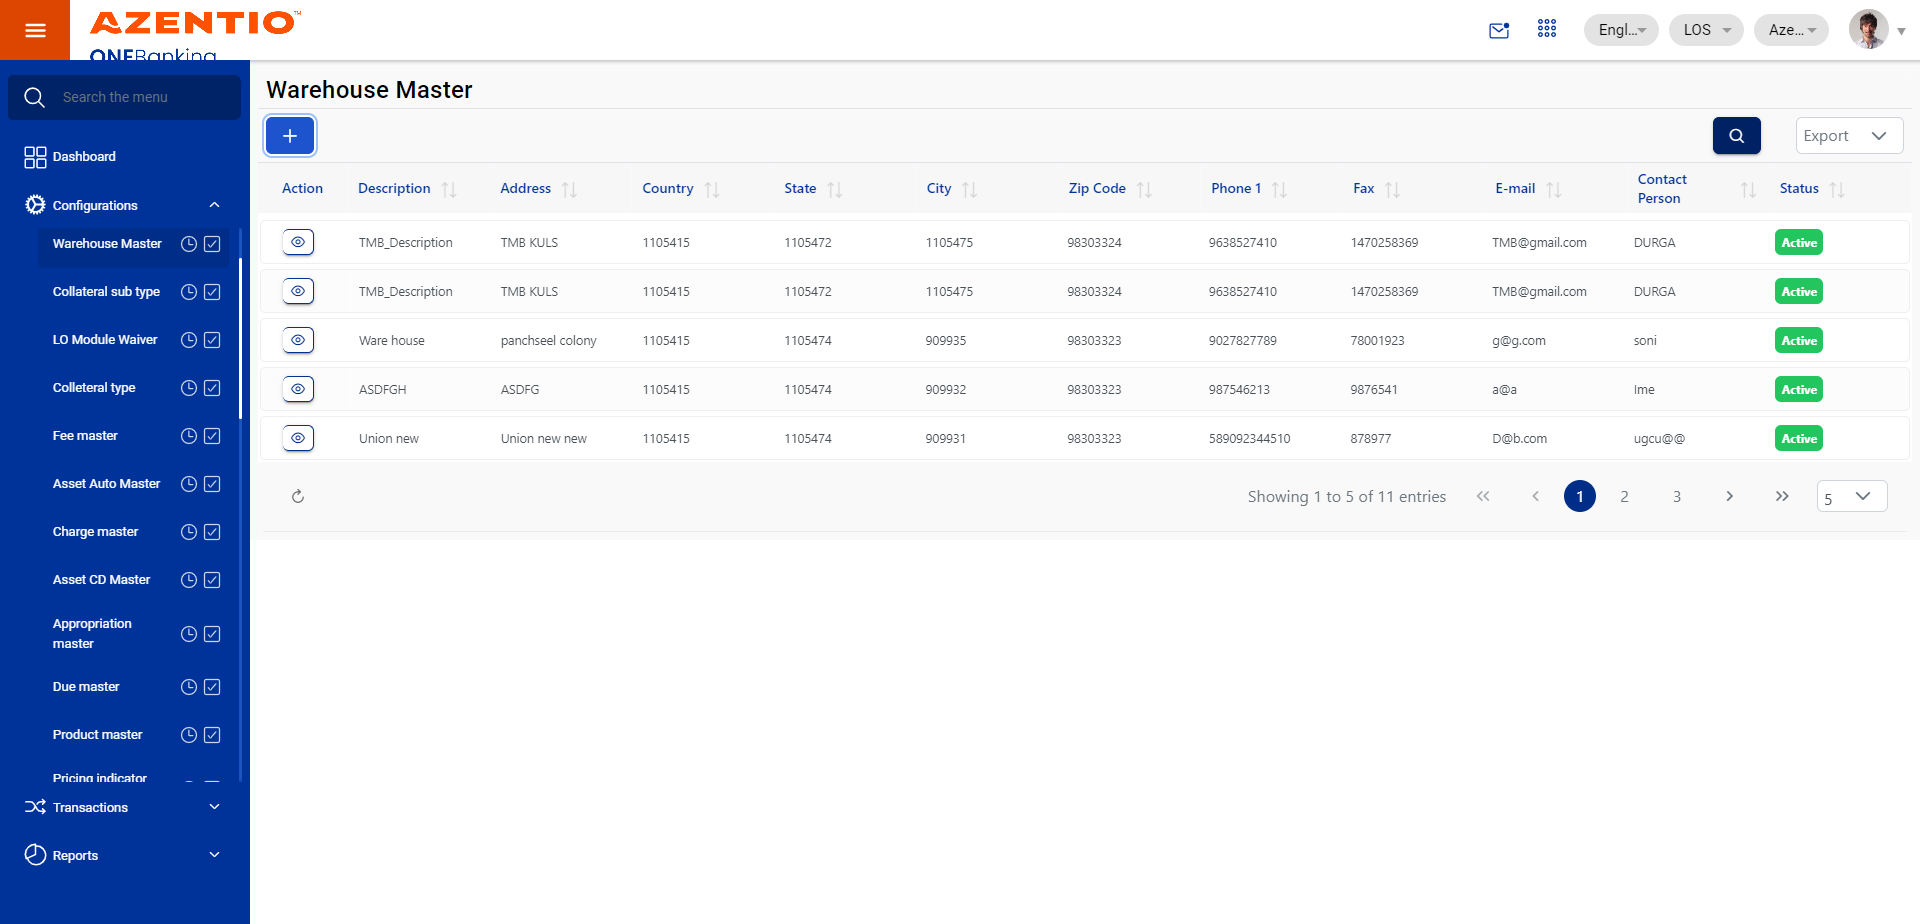 AZENTIO™
ONEBanking
Engl...
LOS
Aze...
Search the menu
Dashboard
Configurations
Warehouse Master
Collateral sub type
LO Module Waiver
Colleteral type
Fee master
Asset Auto Master
Charge master
Asset CD Master
Appropriation
master
Due master
Product master
Pricing indicator
Transactions
Reports
Warehouse Master
+
Export
Action Description Address Country State City Zip Code Phone 1 Fax E-mail Contact Person Status
TMB_Description TMB KULS 1105415 1105472 1105475 98303324 9638527410 1470258369 TMB@gmail.com DURGA Active
TMB_Description TMB KULS 1105415 1105472 1105475 98303324 9638527410 1470258369 TMB@gmail.com DURGA Active
Ware house panchseel colony 1105415 1105474 909935 98303323 9027827789 78001923 g@g.com soni Active
ASDFGH ASDFG 1105415 1105474 909932 98303323 987546213 9876541 a@a Ime Active
Union new Union new new 1105415 1105474 909931 98303323 589092344510 878977 D@b.com ugcu@@ Active
Showing 1 to 5 of 11 entries 1 2 3 5